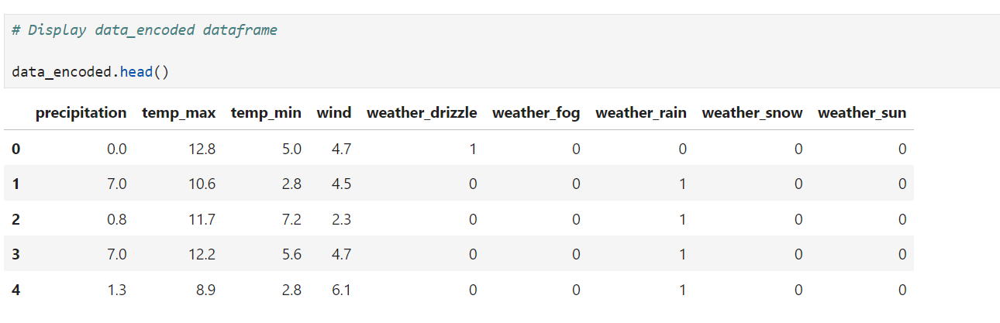 # Display data_encoded dataframe
data_encoded.head()
precipitation temp_max temp_min wind weather_drizzle weather_fog weather_rain weather_snow weather_sun
0 0.0 12.8 5.0 4.7 1 0 0 0 0
1 7.0 10.6 2.8 4.5 0 0 1 0 0
2 0.8 11.7 7.2 2.3 0 0 1 0 0
3 7.0 12.2 5.6 4.7 0 0 1 0 0
4 1.3 8.9 2.8 6.1 0 0 1 0 0